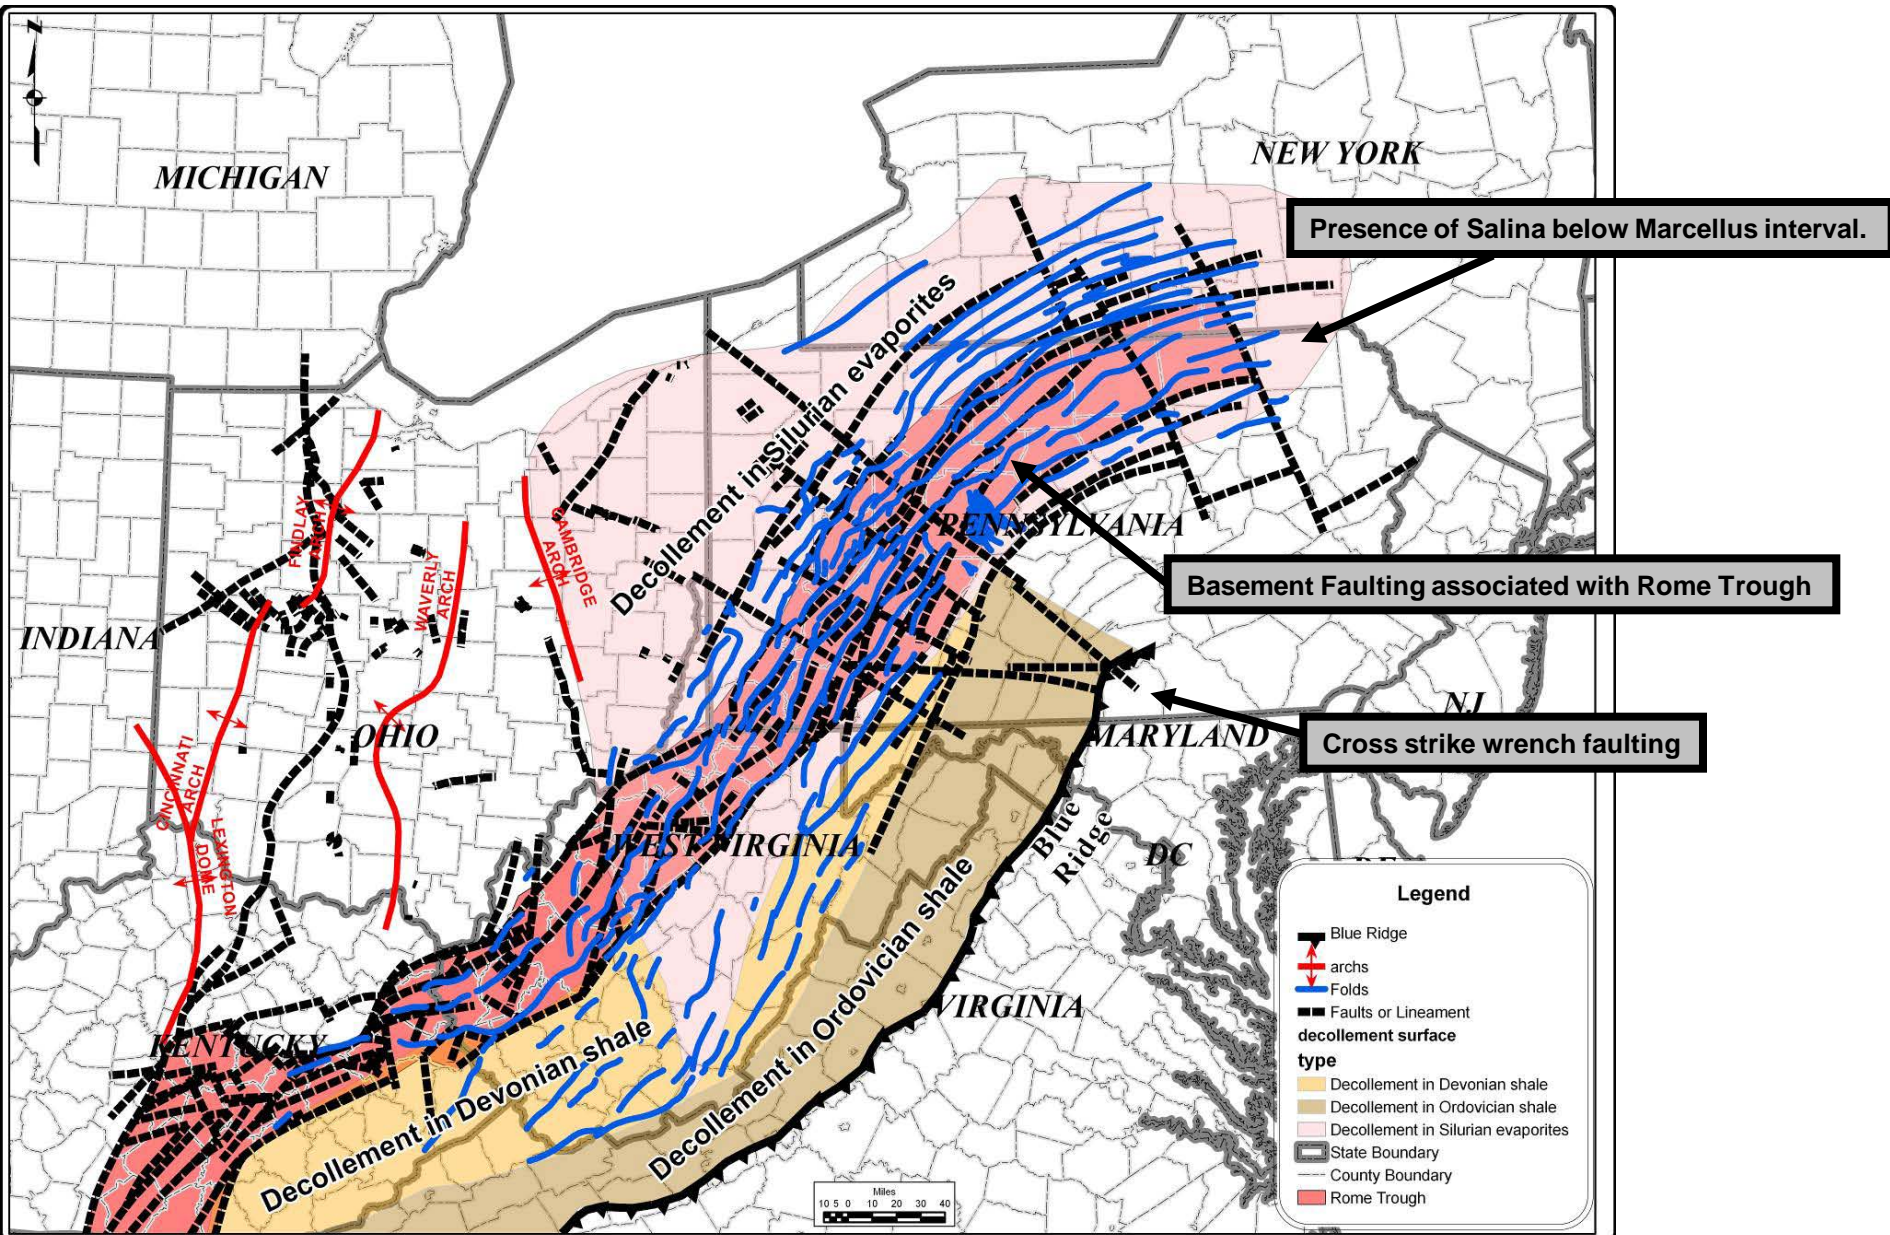 Z
MICHIGAN
NEW YORK
Presence of Salina below Marcellus interval.
Decollement in Silurian evaporites
FINDLAY
ARCH
WAVERLY
ARCH
CAMBRIDGE
ARCH
PENNSYLVANIA
Basement Faulting associated with Rome Trough
INDIANA
OHIO
NJ
MARYLAND
Cross strike wrench faulting
CINCINNATI
ARCH
LEXINGTON
DOME
WEST VIRGINIA
Blue
Ridge
DC
VIRGINIA
KENTUCKY
Decollement in Devonian shale
Decollement in Ordovician shale
Miles
10 5 0 10 20 30 40
Legend
Blue Ridge
archs
Folds
Faults or Lineament
decollement surface
type
Decollement in Devonian shale
Decollement in Ordovician shale
Decollement in Silurian evaporites
State Boundary
County Boundary
Rome Trough